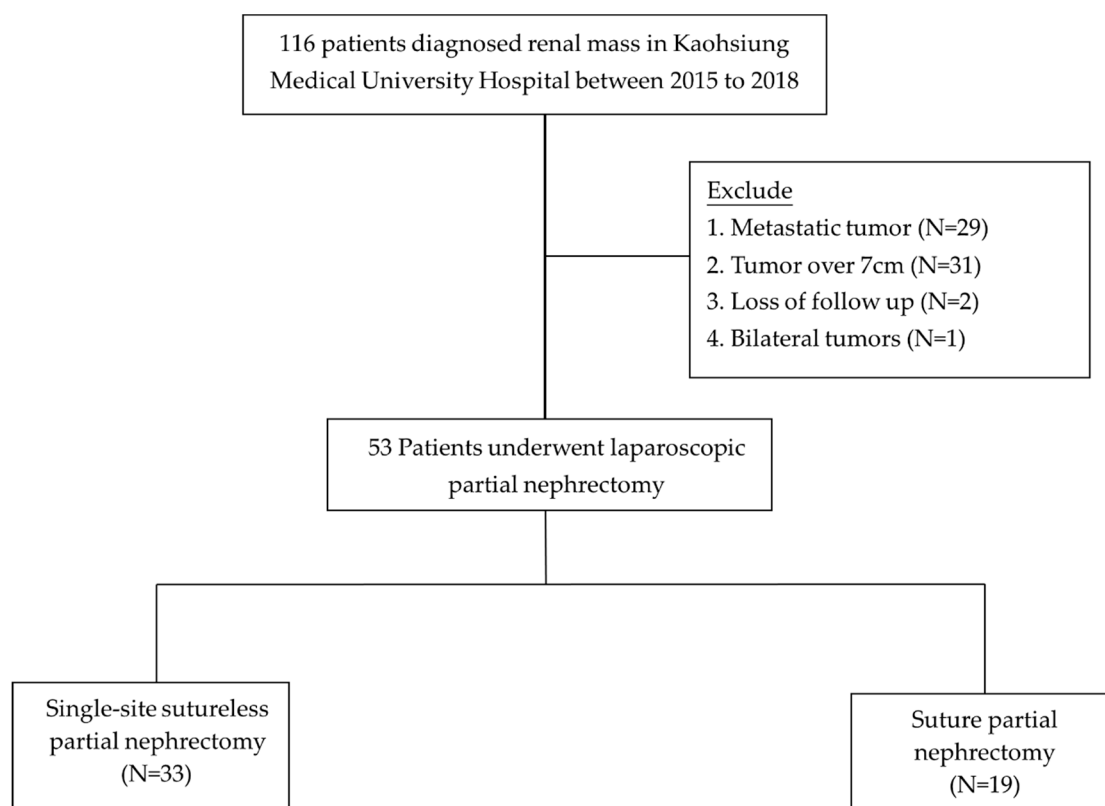 116 patients diagnosed renal mass in Kaohsiung
Medical University Hospital between 2015 to 2018
Exclude
1. Metastatic tumor (N=29)
2. Tumor over 7cm (N=31)
3. Loss of follow up (N=2)
4. Bilateral tumors (N=1)
53 Patients underwent laparoscopic
partial nephrectomy
Single-site sutureless
partial nephrectomy
(N=33)
Suture partial
nephrectomy
(N=19)